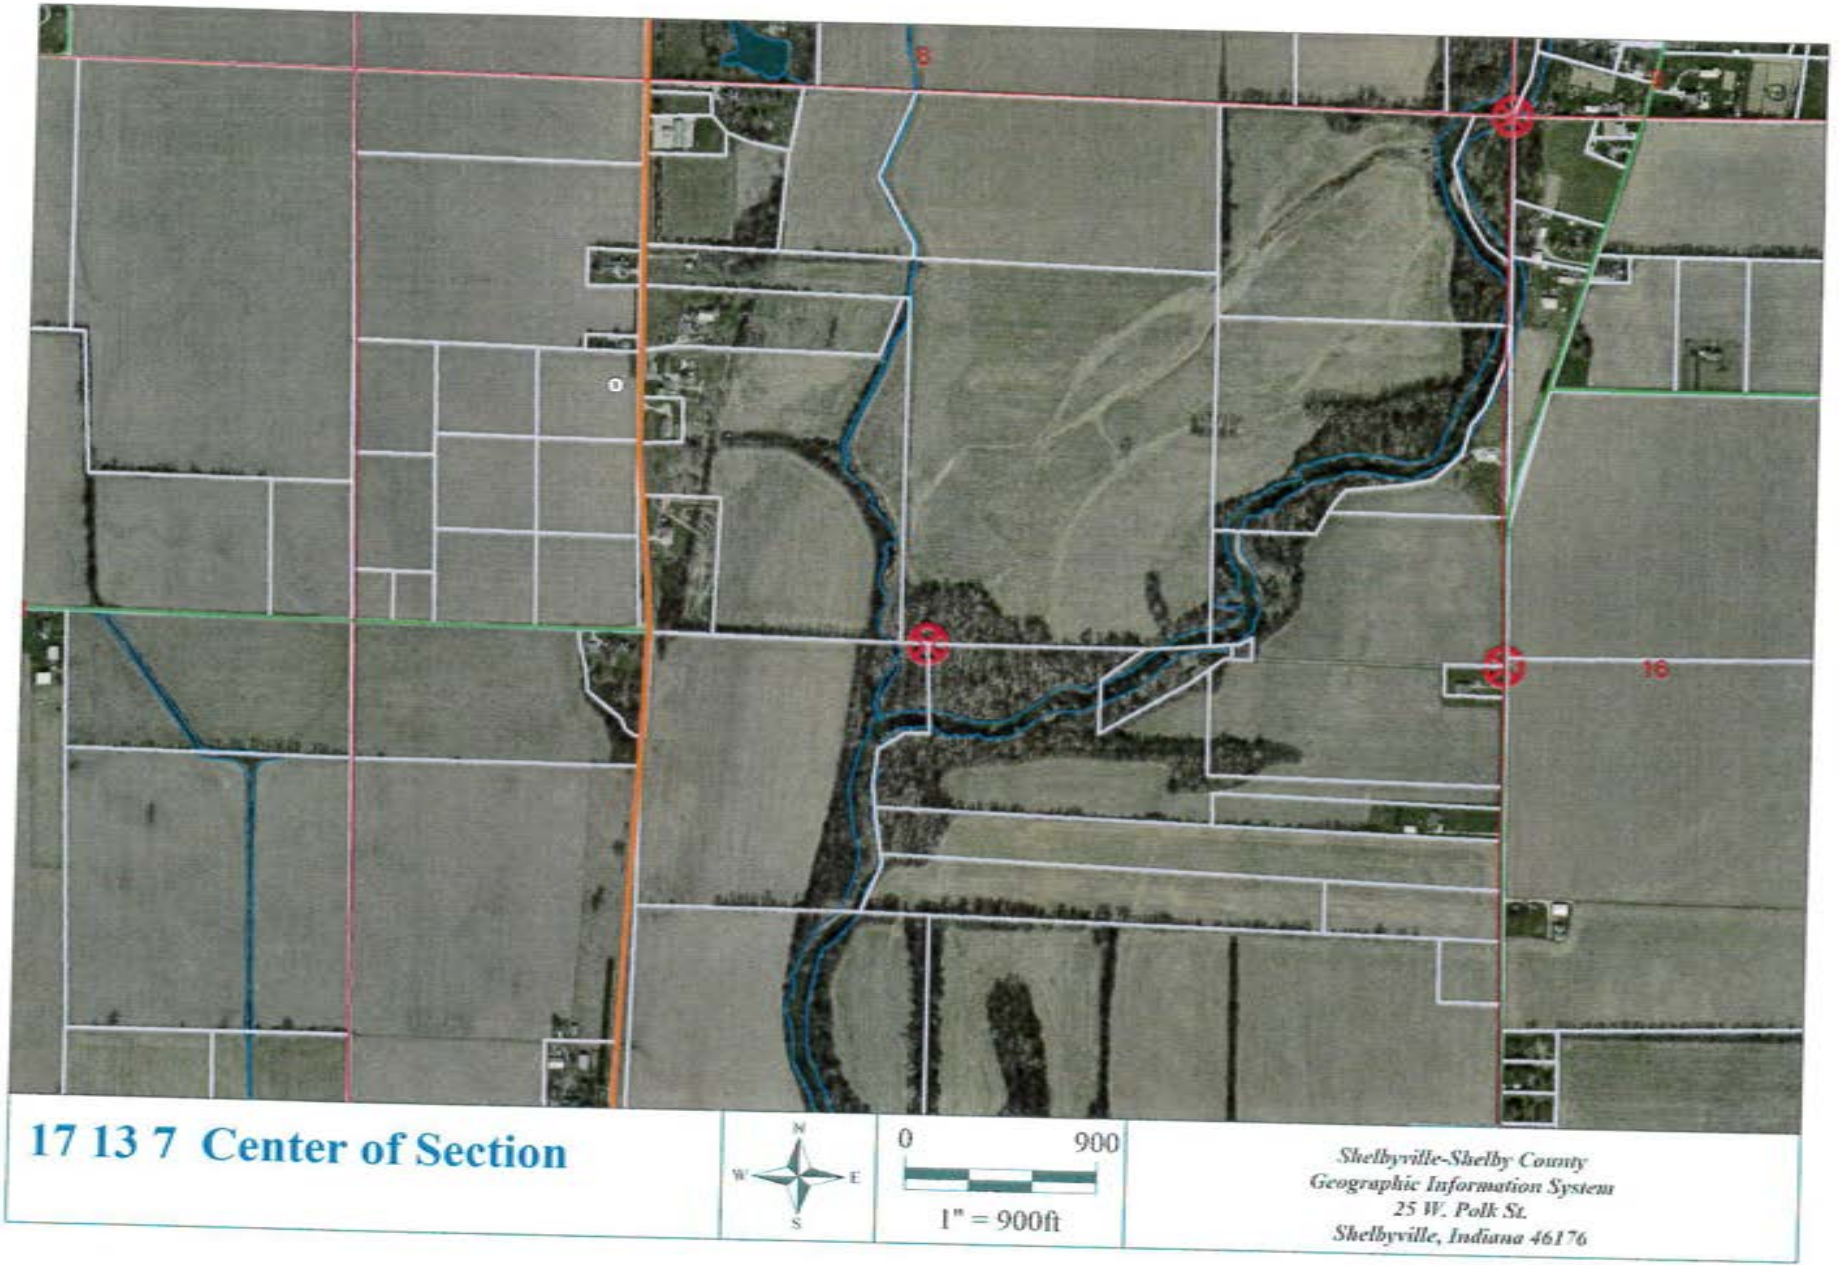 8
16
17 13 7 Center of Section
N
W E
S
0 900
1" = 900ft
Shelbyville-Shelby County
Geographic Information System
25 W. Polk St.
Shelbyville, Indiana 46176